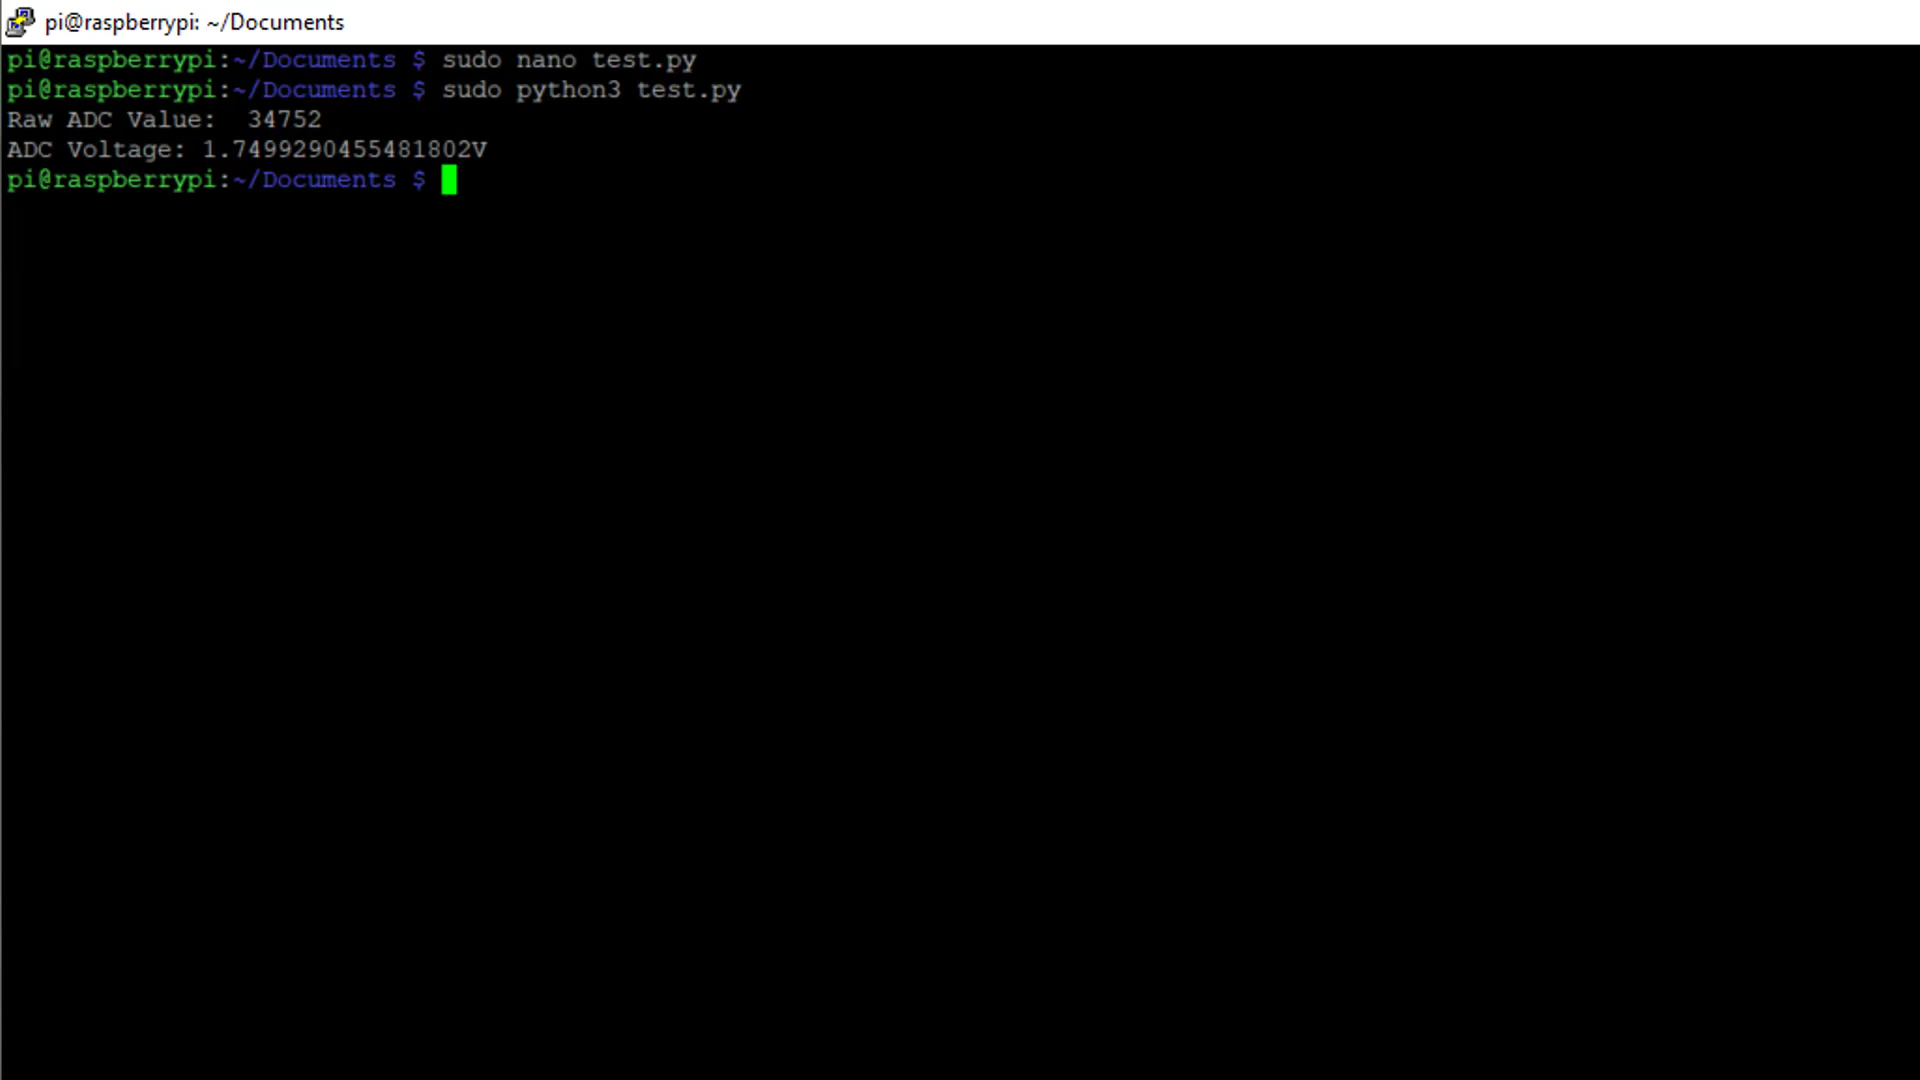 pi@raspberrypi: ~/Documents
pi@raspberrypi:~/Documents $ sudo nano test.py
pi@raspberrypi:~/Documents $ sudo python3 test.py
Raw ADC Value:  34752
ADC Voltage: 1.7499290455481802V
pi@raspberrypi:~/Documents $